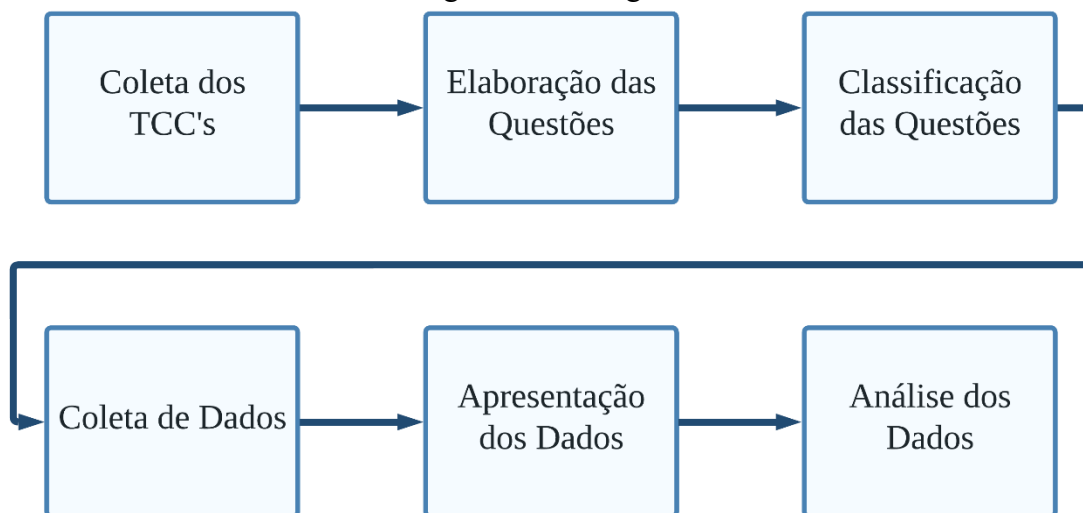 Coleta dos
TCC's
Elaboração das
Questões
Classificação
das Questões
Coleta de Dados
Apresentação
dos Dados
Análise dos
Dados